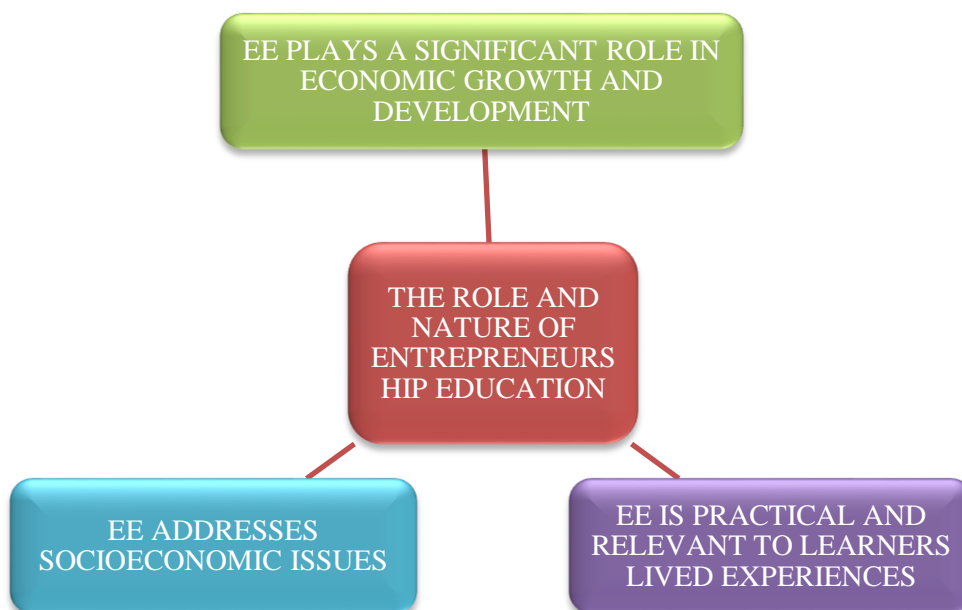 EE PLAYS A SIGNIFICANT ROLE IN
ECONOMIC GROWTH AND
DEVELOPMENT
THE ROLE AND
NATURE OF
ENTREPRENEURS
HIP EDUCATION
EE ADDRESSES
SOCIOECONOMIC ISSUES
EE IS PRACTICAL AND
RELEVANT TO LEARNERS
LIVED EXPERIENCES